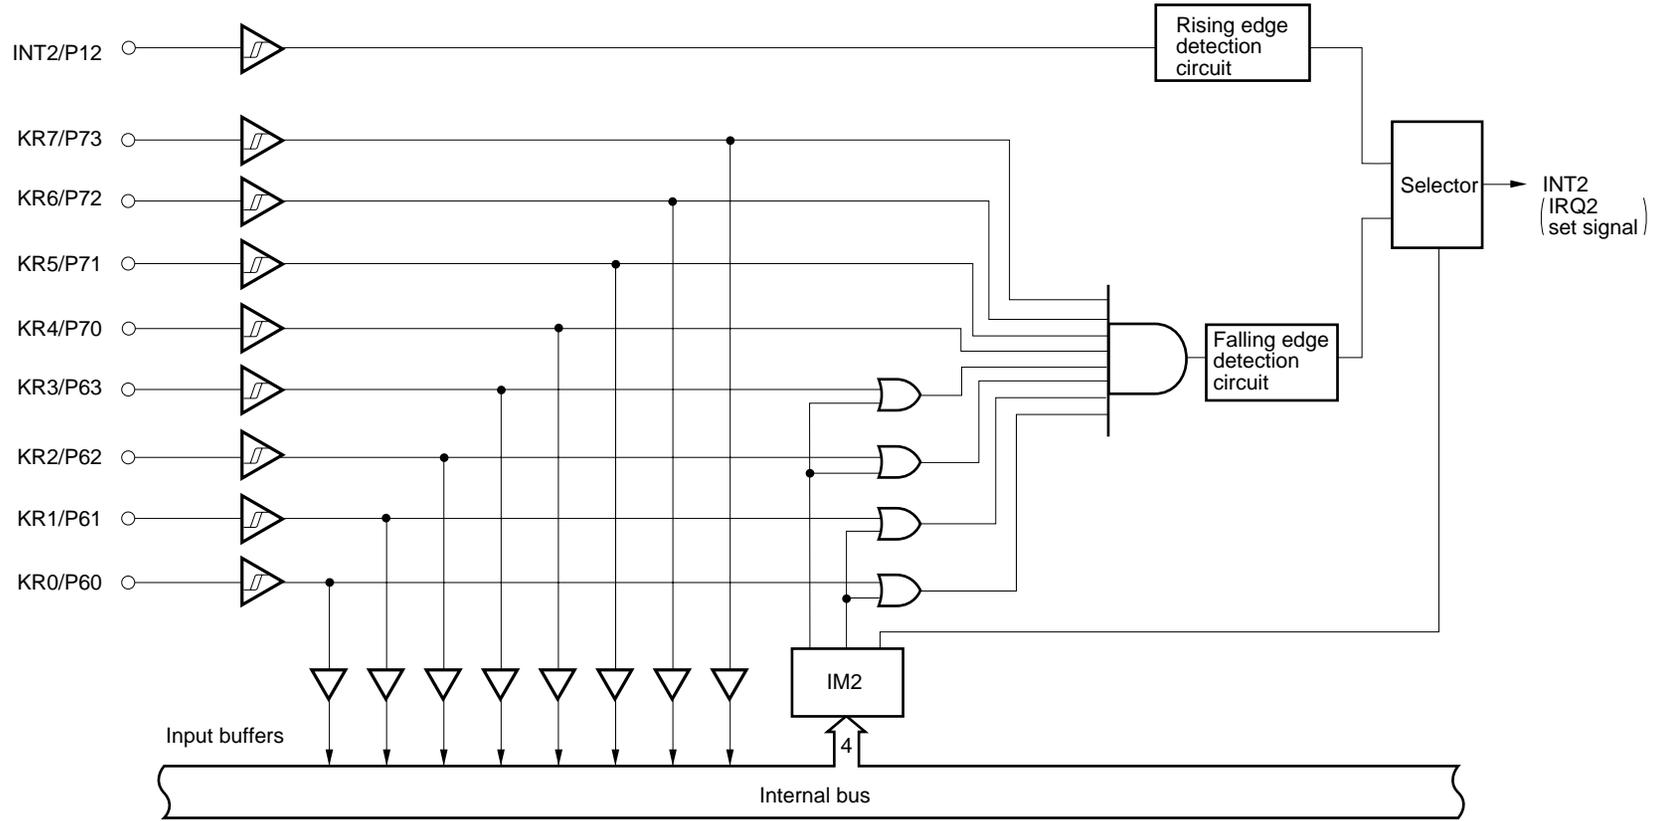 INT2/P12
Rising edge
detection
circuit
KR7/P73
KR6/P72
KR5/P71
KR4/P70
KR3/P63
KR2/P62
KR1/P61
KR0/P60
Selector
INT2
(IRQ2
set signal)
Falling edge
detection
circuit
IM2
4
Input buffers
Internal bus